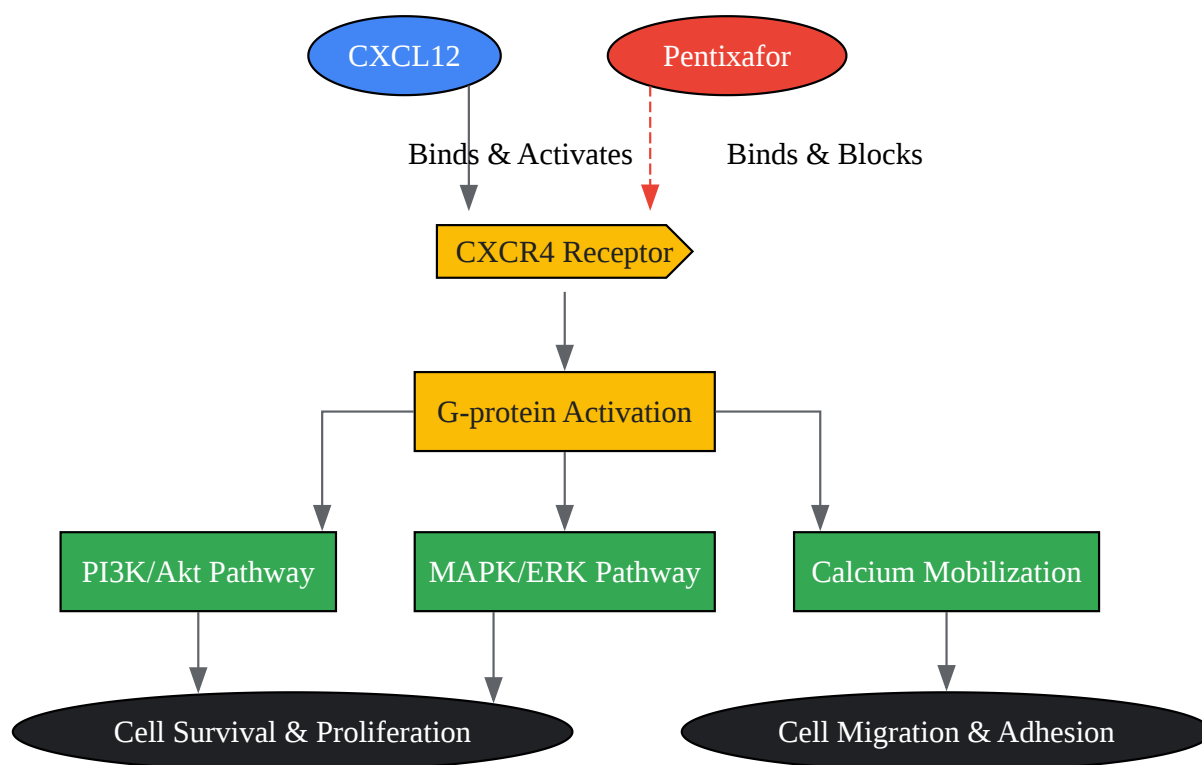 CXCL12
Pentixafor
Binds & Activates
Binds & Blocks
CXCR4 Receptor
G-protein Activation
PI3K/Akt Pathway
MAPK/ERK Pathway
Calcium Mobilization
Cell Survival & Proliferation
Cell Migration & Adhesion